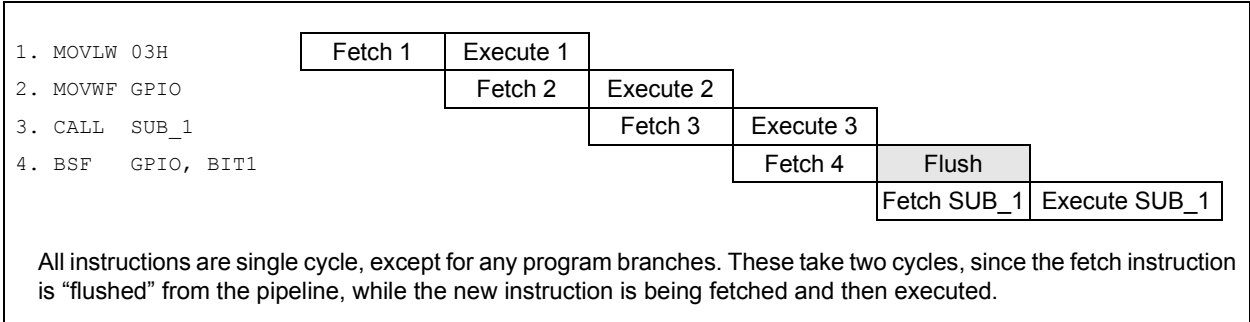 1. MOVLW 03H Fetch 1 Execute 1
2. MOVWF GPIO Fetch 2 Execute 2
3. CALL SUB_1 Fetch 3 Execute 3
4. BSF GPIO, BIT1 Fetch 4 Flush
Fetch SUB_1 Execute SUB_1
All instructions are single cycle, except for any program branches. These take two cycles, since the fetch instruction
is “flushed” from the pipeline, while the new instruction is being fetched and then executed.